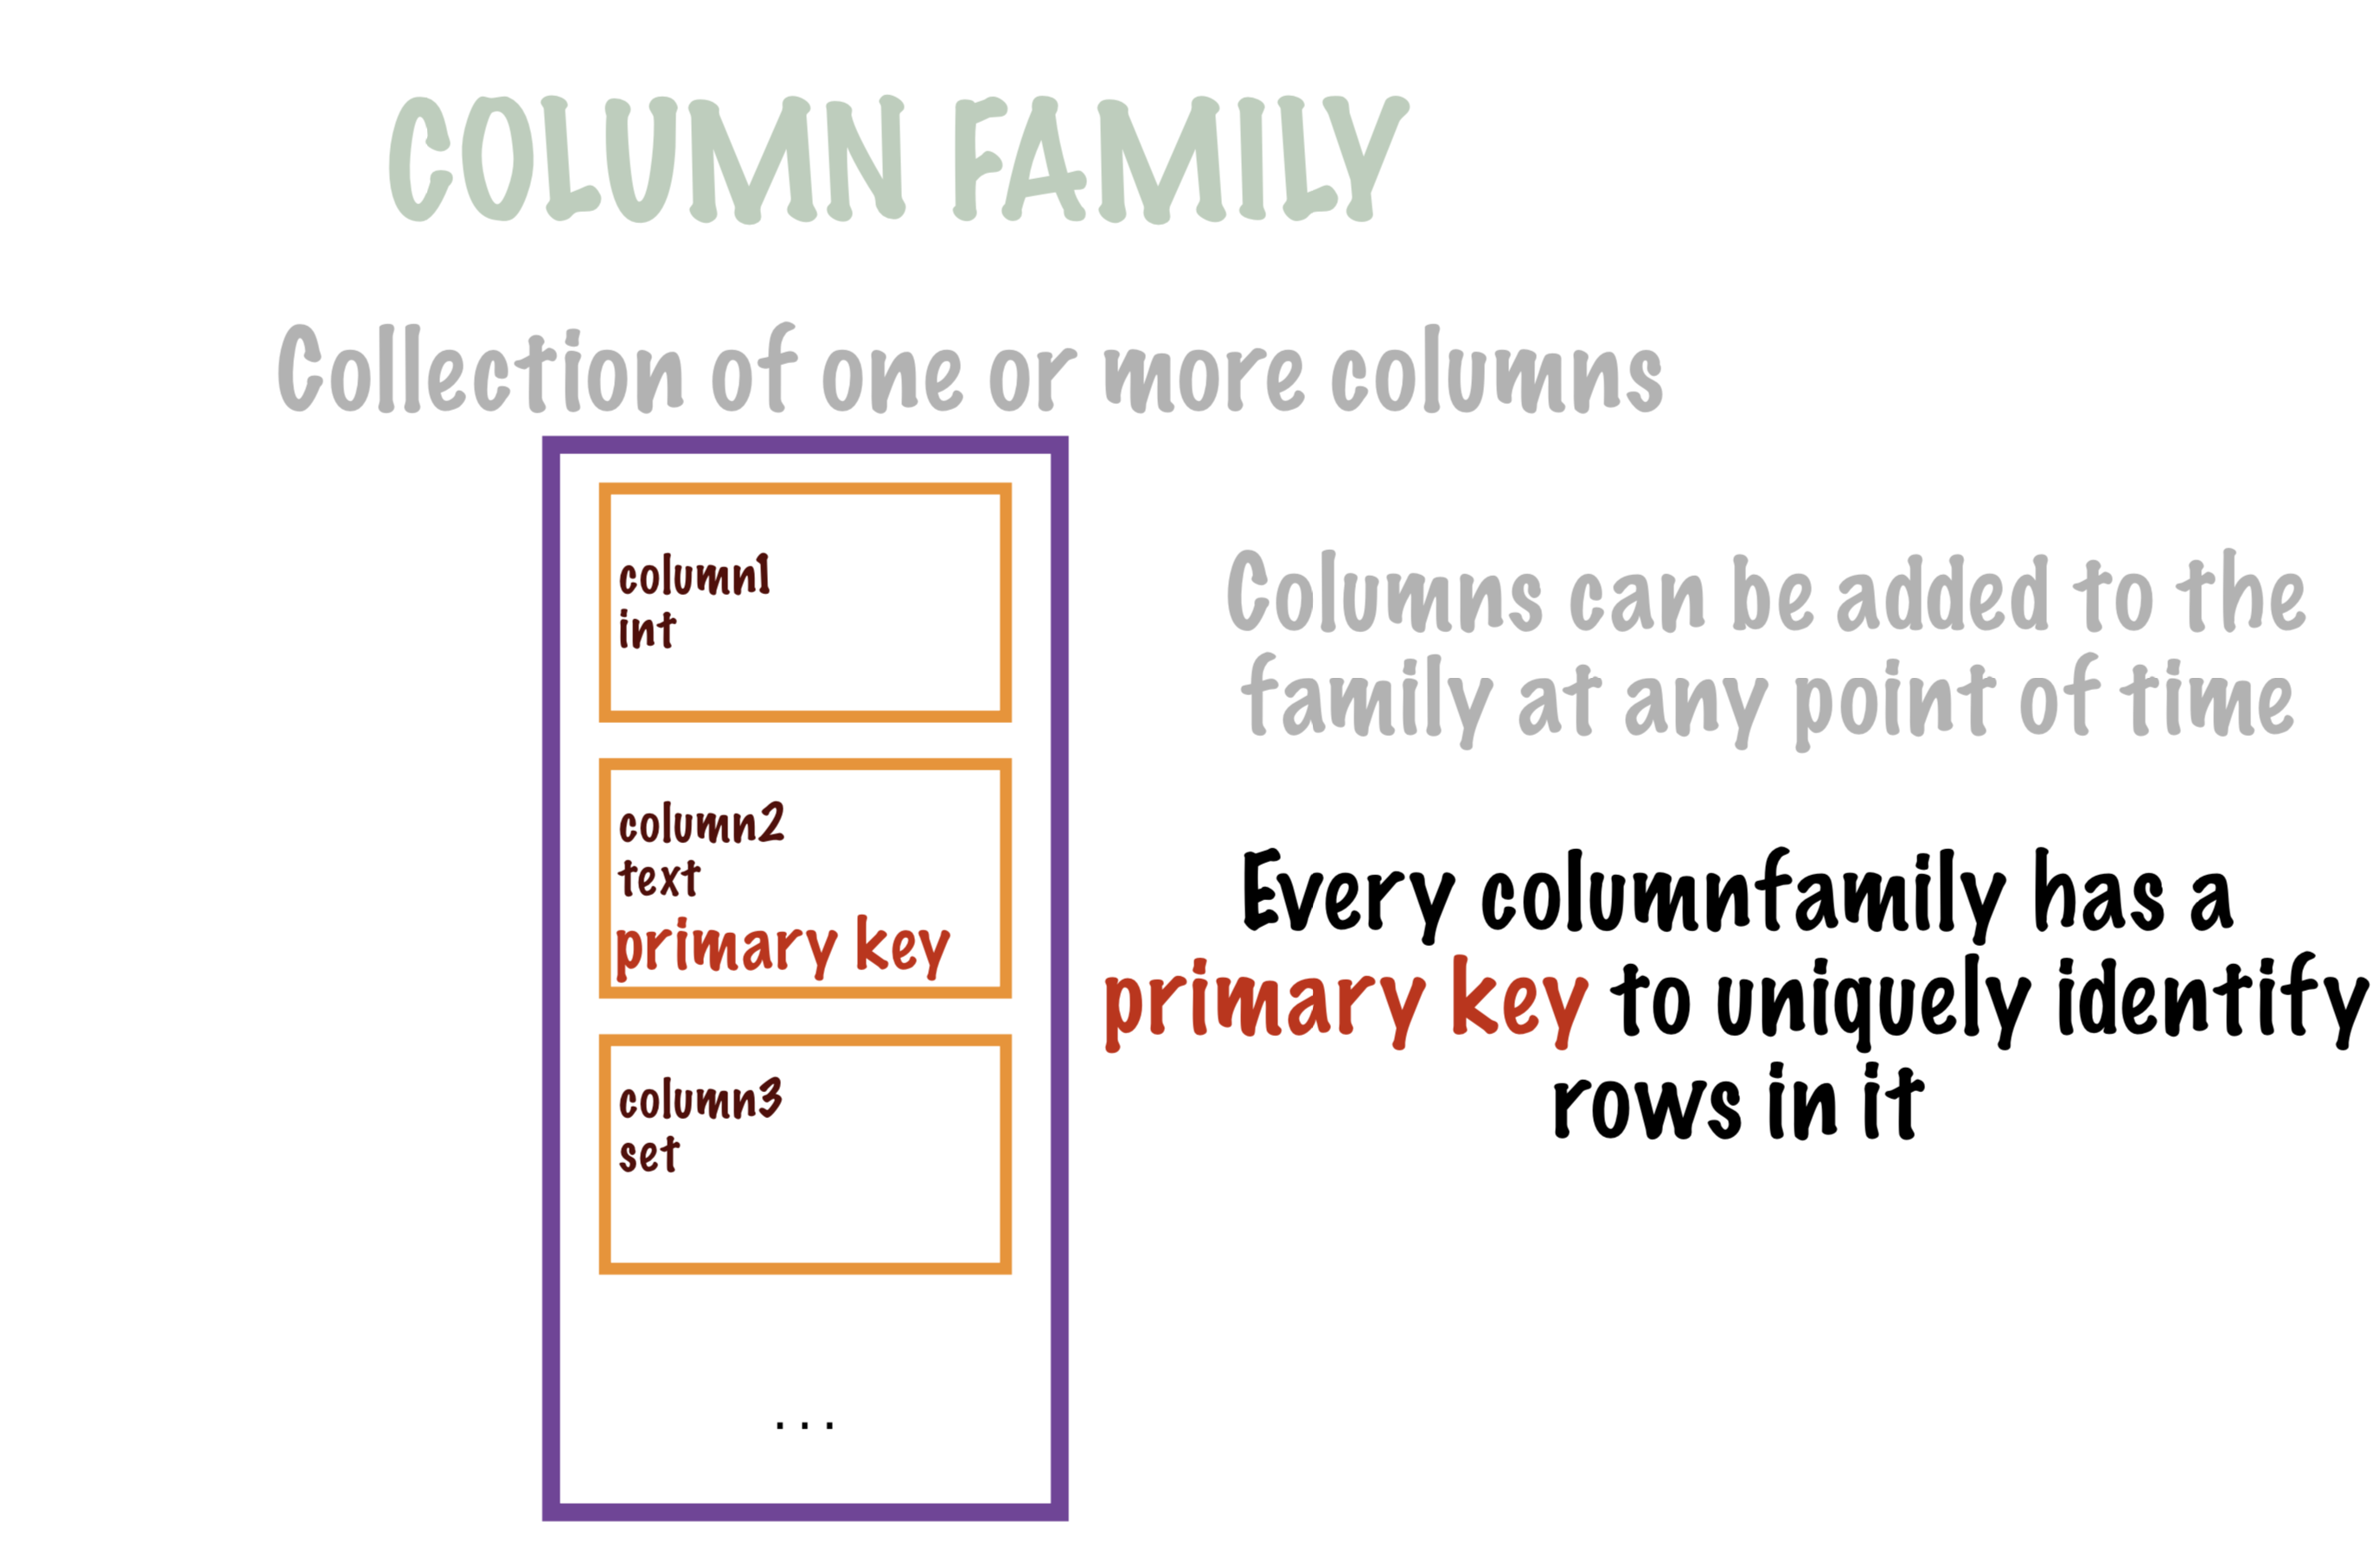 COLUMN FAMILY
Collection of one or more columns
column1
int
column2
text
primary key
column3
set
...
Columns can be added to the
family at any point of time
Every columnfamily has a
primary key to uniquely identify
rows in it